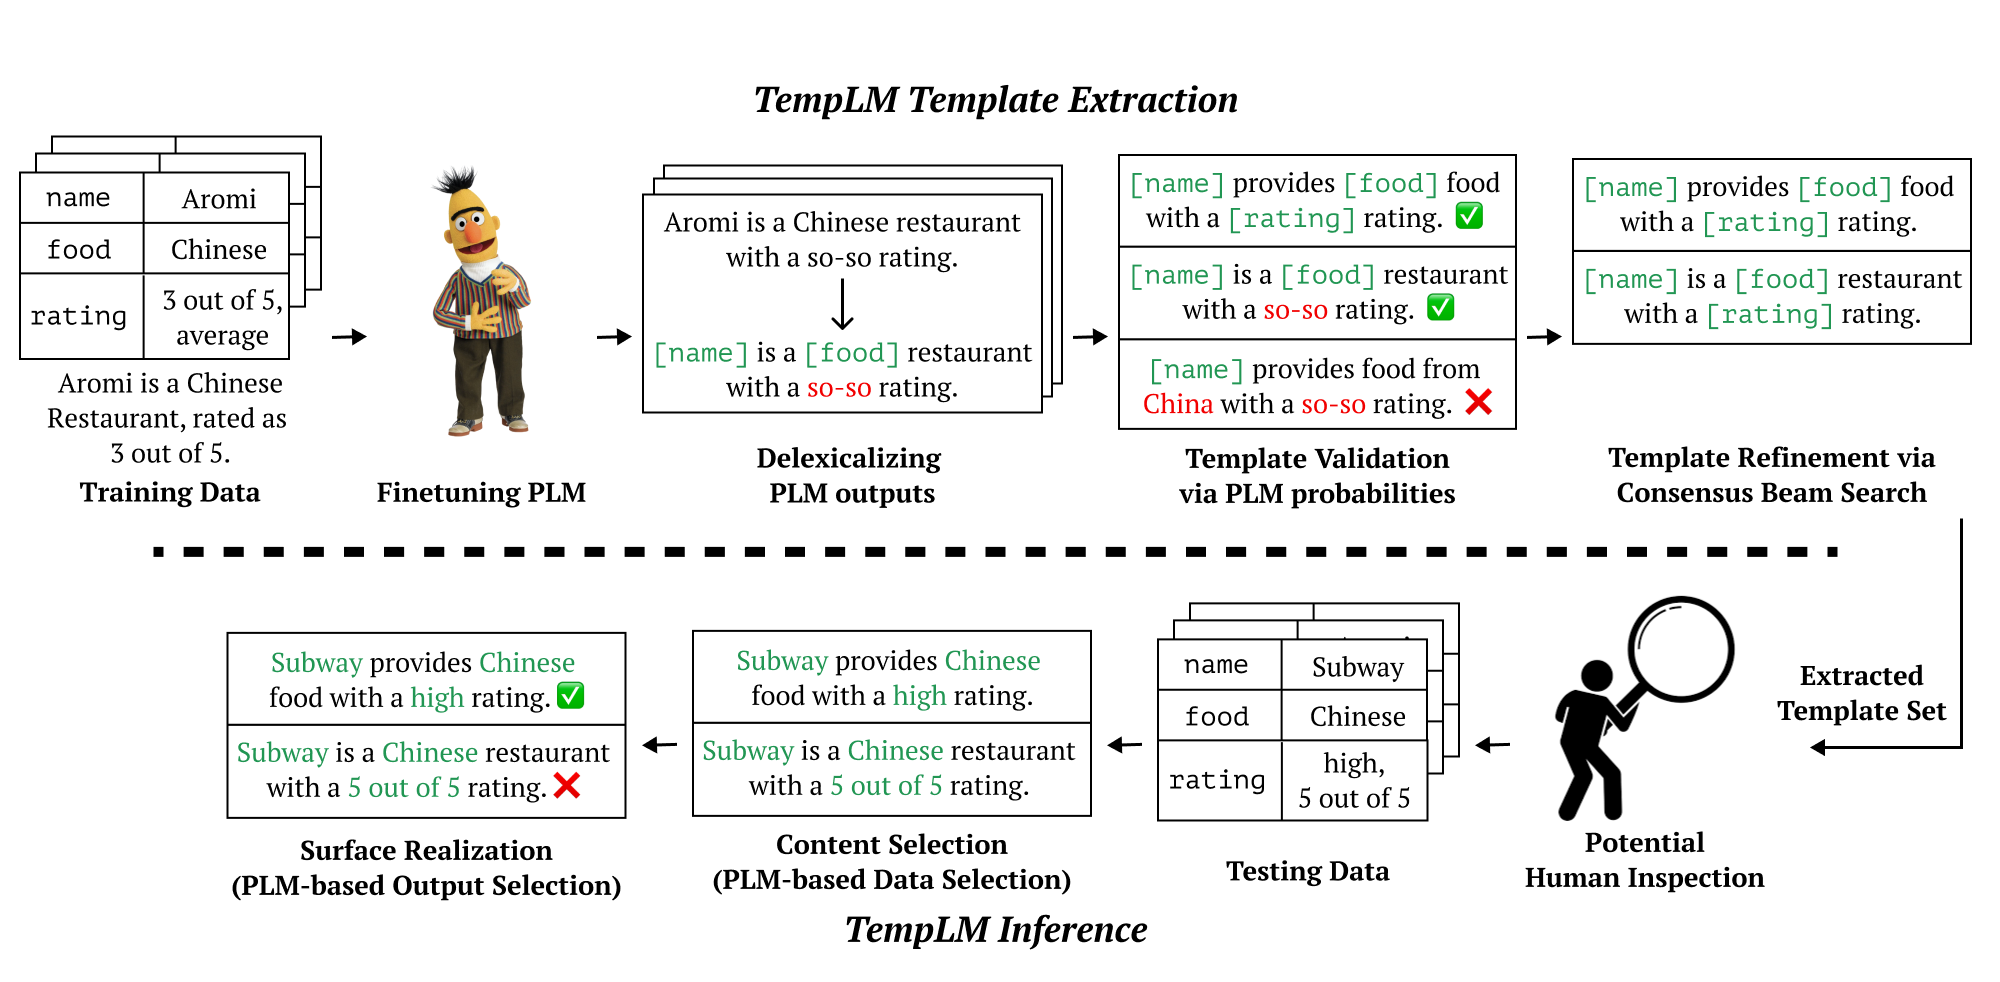 TempLM Template Extraction
name
Aromi
food
Chinese
rating
3 out of 5,
average
Aromi is a Chinese
Restaurant, rated as
3 out of 5.
Training Data
Finetuning PLM
Aromi is a Chinese restaurant
with a so-so rating.
[name] is a [food] restaurant
with a so-so rating.
Delexicalizing
PLM outputs
[name] provides [food] food
with a [rating] rating.
[name] is a [food] restaurant
with a so-so rating.
[name] provides food from
China with a so-so rating.
Template Validation
via PLM probabilities
[name] provides [food] food
with a [rating] rating.
[name] is a [food] restaurant
with a [rating] rating.
Template Refinement via
Consensus Beam Search
Extracted
Template Set
Potential
Human Inspection
name
Subway
food
Chinese
rating
high,
5 out of 5
Testing Data
Subway provides Chinese
food with a high rating.
Subway is a Chinese restaurant
with a 5 out of 5 rating.
Content Selection
(PLM-based Data Selection)
Subway provides Chinese
food with a high rating.
Subway is a Chinese restaurant
with a 5 out of 5 rating.
Surface Realization
(PLM-based Output Selection)
TempLM Inference